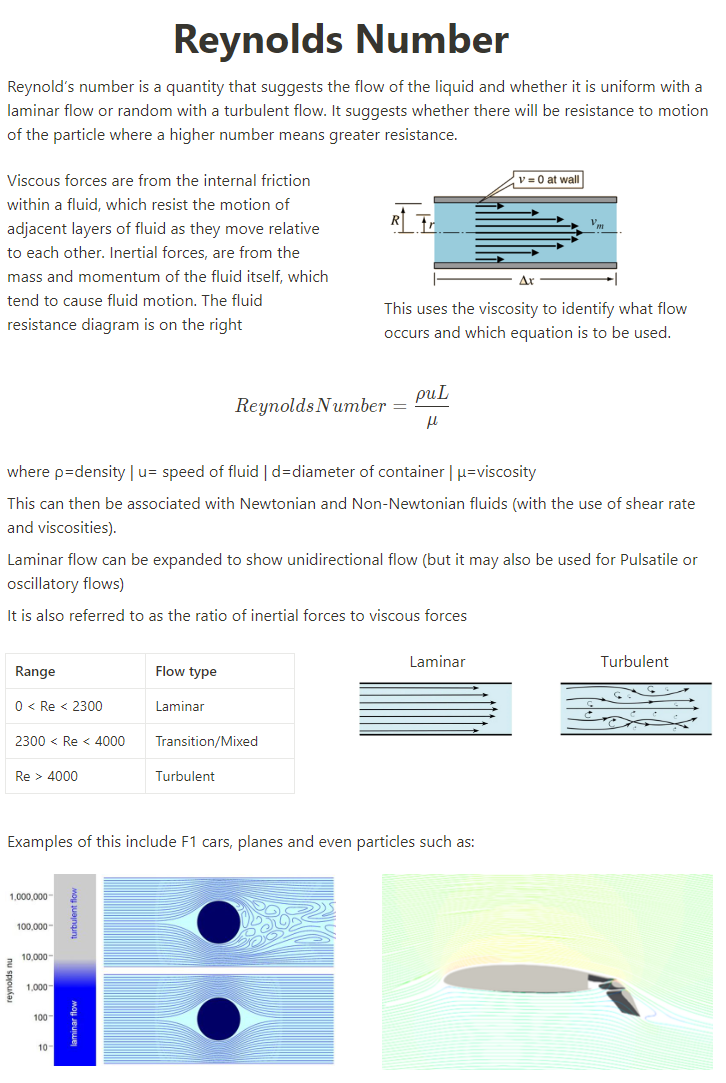 Reynolds Number
Reynold's number is a quantity that suggests the flow of the liquid and whether it is uniform with a
laminar flow or random with a turbulent flow. It suggests whether there will be resistance to motion
of the particle where a higher number means greater resistance.
Viscous forces are from the internal friction
within a fluid, which resist the motion of
adjacent layers of fluid as they move relative
to each other. Inertial forces, are from the
mass and momentum of the fluid itself, which
tend to cause fluid motion. The fluid
resistance diagram is on the right
v = 0 at wall
R
r
vm
Δx
This uses the viscosity to identify what flow
occurs and which equation is to be used.
ReynoldsNumber = ρuL / μ
where ρ=density | u= speed of fluid | d=diameter of container | μ=viscosity
This can then be associated with Newtonian and Non-Newtonian fluids (with the use of shear rate
and viscosities).
Laminar flow can be expanded to show unidirectional flow (but it may also be used for Pulsatile or
oscillatory flows)
It is also referred to as the ratio of inertial forces to viscous forces
Range Flow type
0 < Re < 2300 Laminar
2300 < Re < 4000 Transition/Mixed
Re > 4000 Turbulent
Laminar
Turbulent
Examples of this include F1 cars, planes and even particles such as:
reynolds nu
1,000,000
100,000
10,000
1,000
100
10
turbulent flow
laminar flow